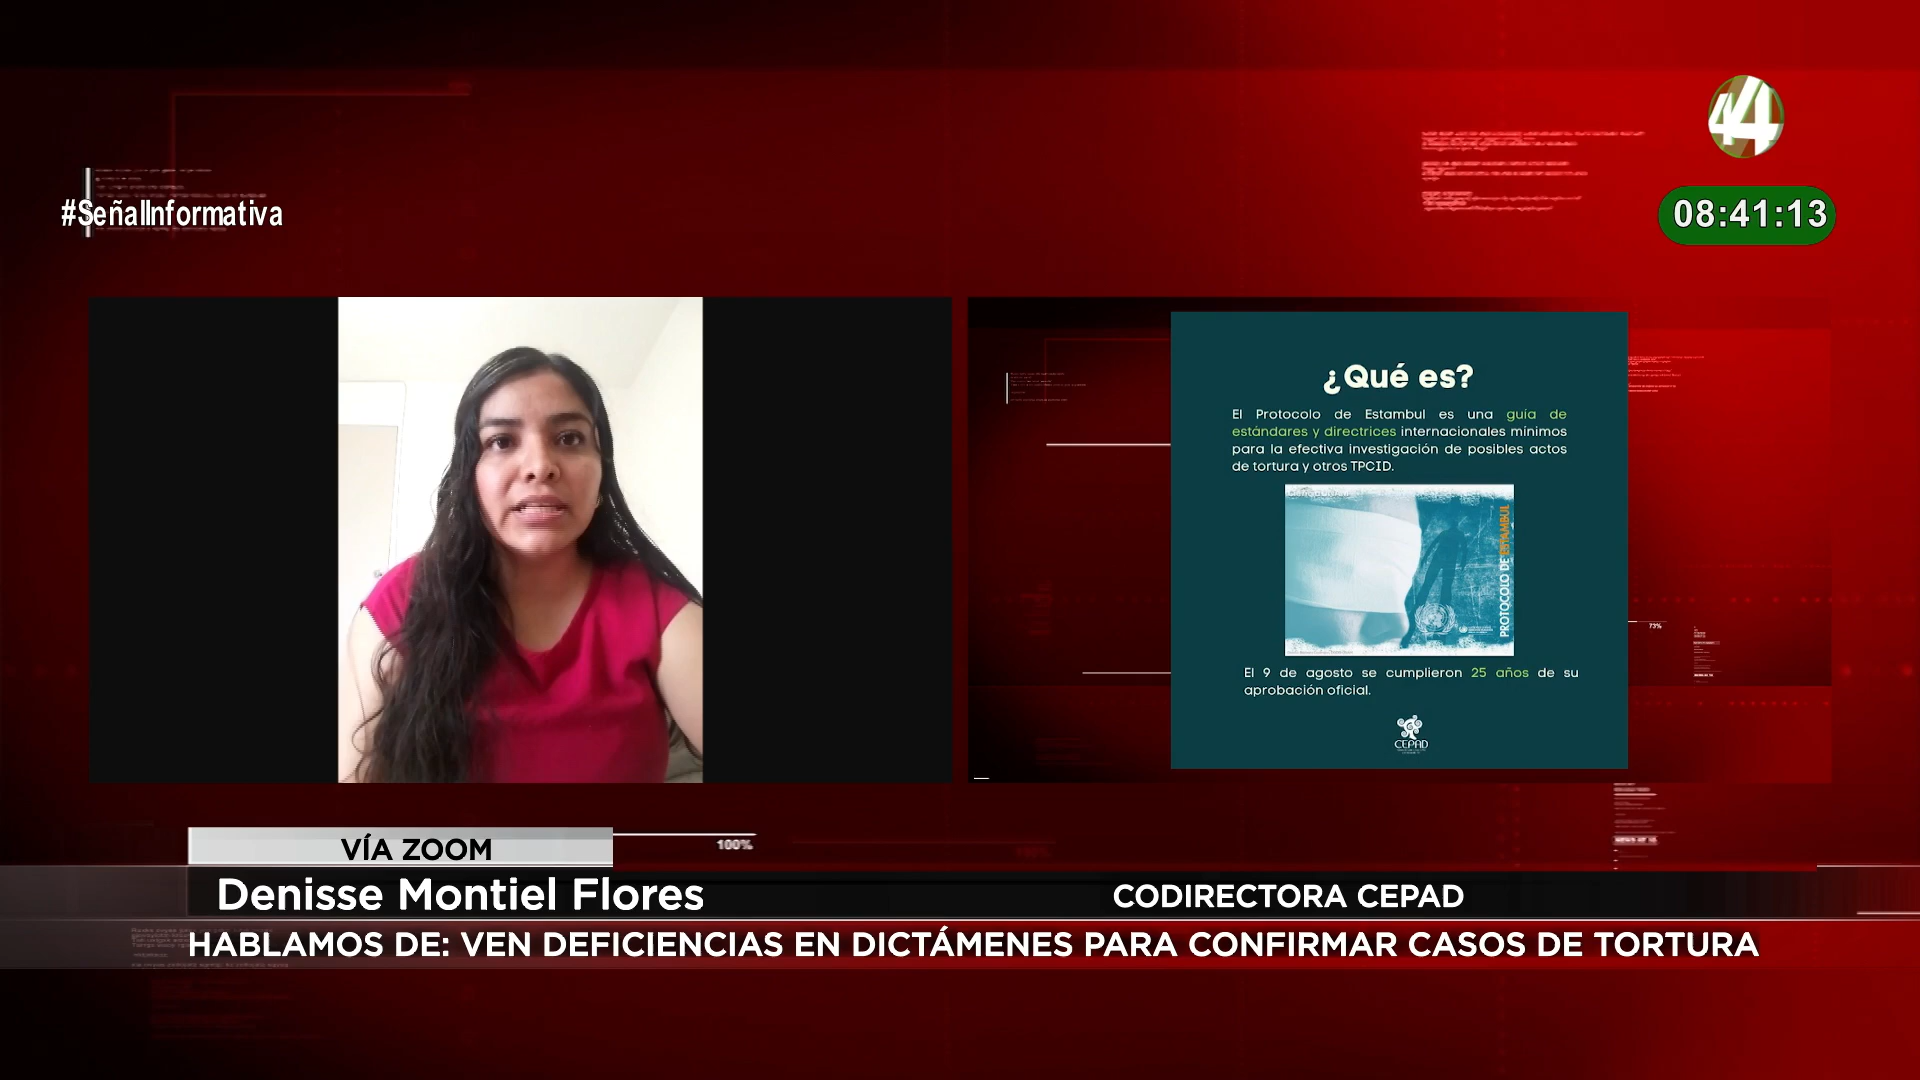 44
#SeñalInformativa
08:41:13
¿Qué es?
El Protocolo de Estambul es una guía de
estándares y directrices internacionales mínimos
para la efectiva investigación de posibles actos
de tortura y otros TPCID.
PROTOCOLO DE ESTAMBUL
El 9 de agosto se cumplieron 25 años de su
aprobación oficial.
CEPAD
73%
VÍA ZOOM
100%
Denisse Montiel Flores
CODIRECTORA CEPAD
HABLAMOS DE: VEN DEFICIENCIAS EN DICTÁMENES PARA CONFIRMAR CASOS DE TORTURA